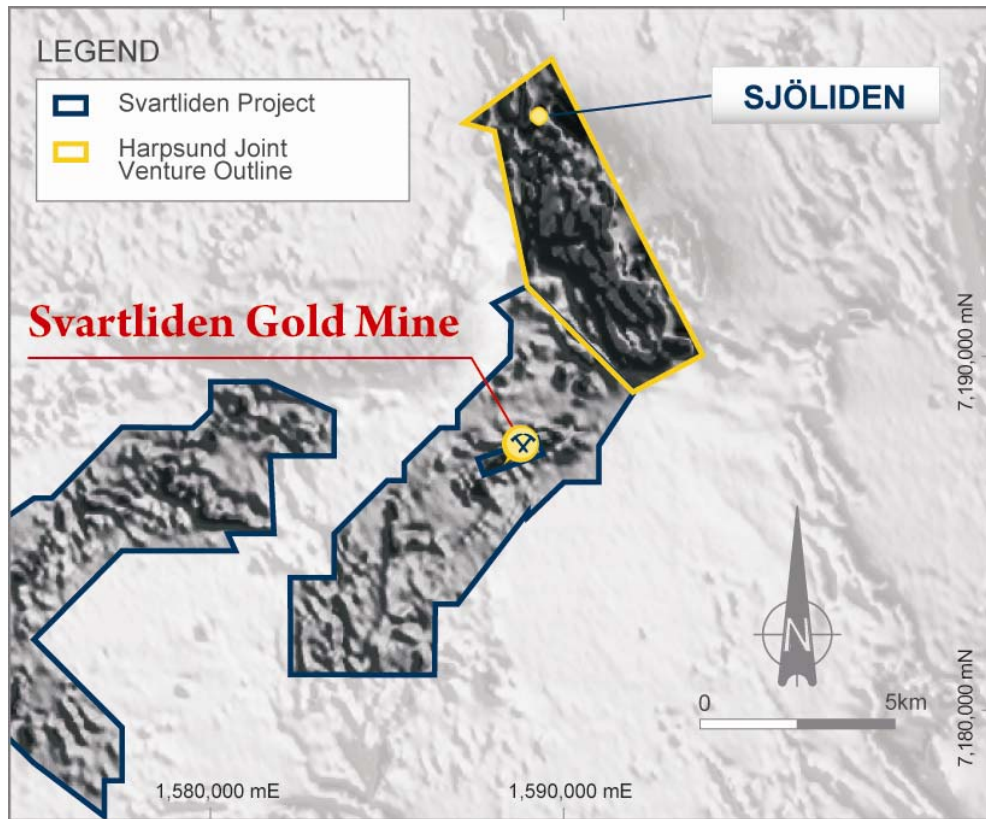 LEGEND
Svartliden Project
Harpsund Joint
Venture Outline
SJÖLIDEN
Svartliden Gold Mine
7,190,000 mN
N
0 5km
7,180,000 mN
1,580,000 mE 1,590,000 mE